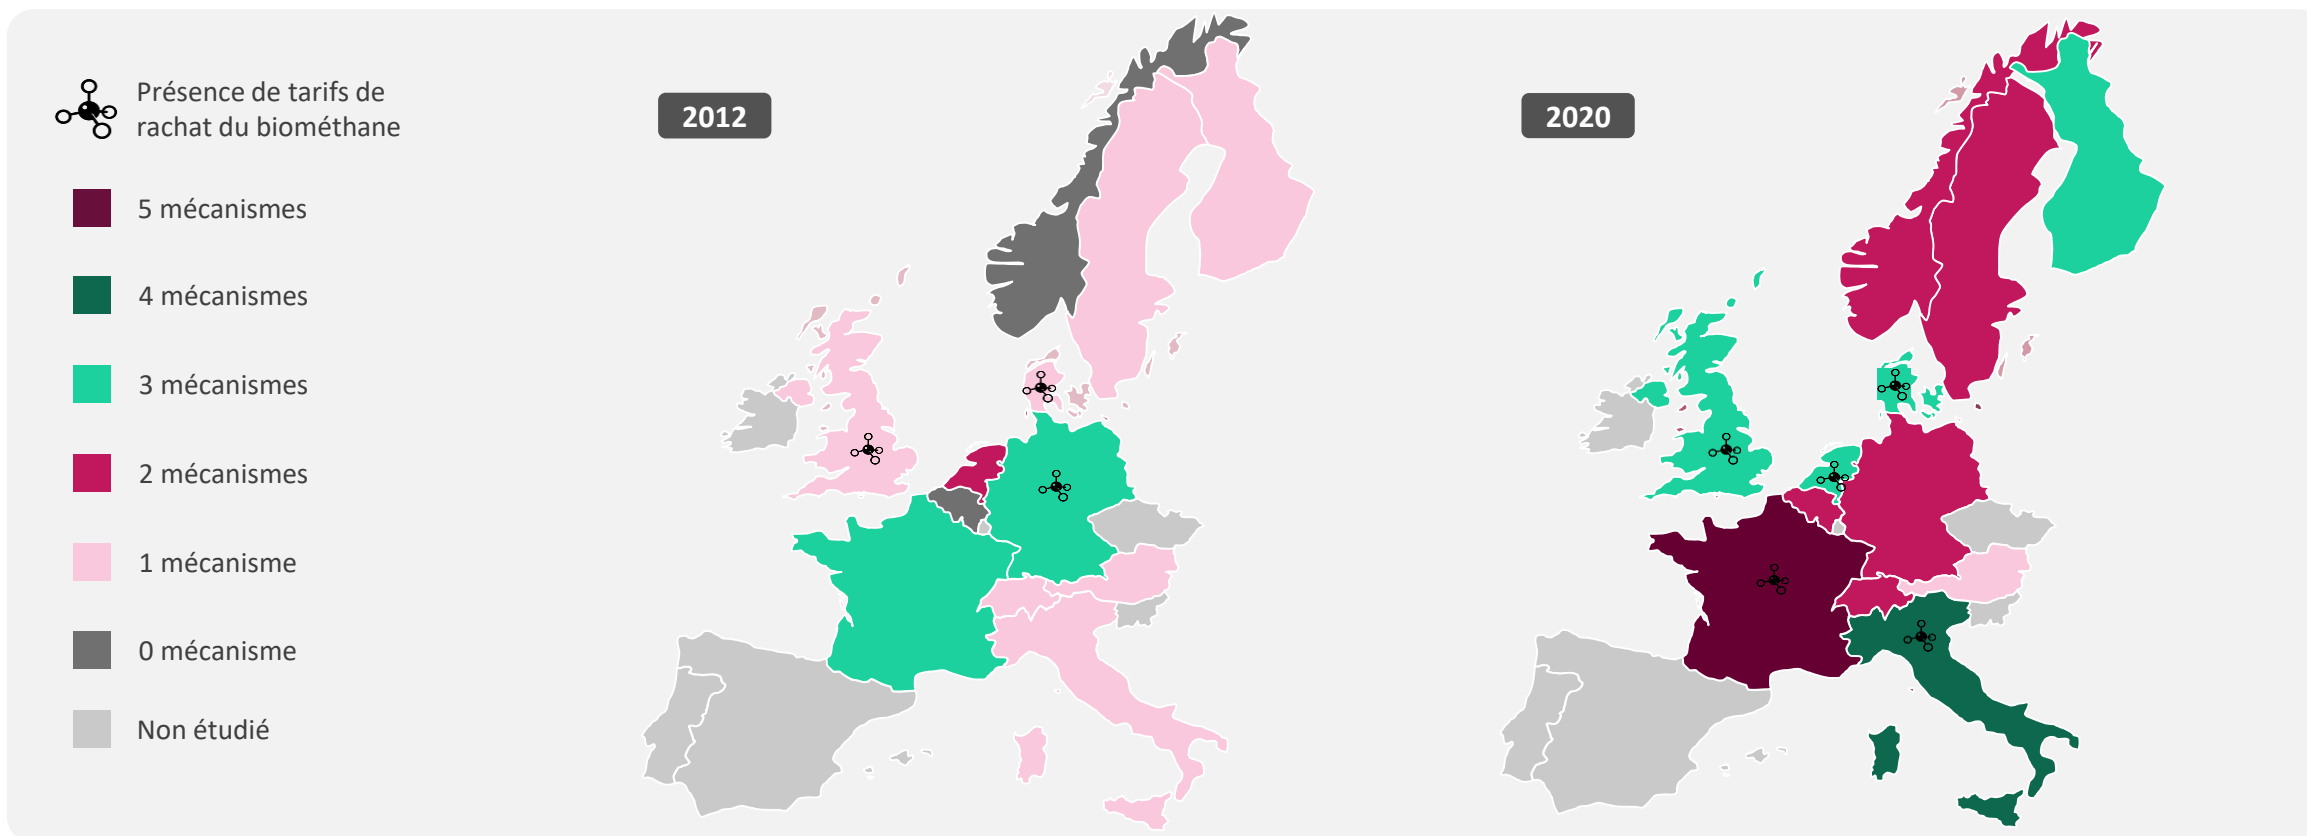 Présence de tarifs de
rachat du biométhane
5 mécanismes
4 mécanismes
3 mécanismes
2 mécanismes
1 mécanisme
0 mécanisme
Non étudié
2012
2020